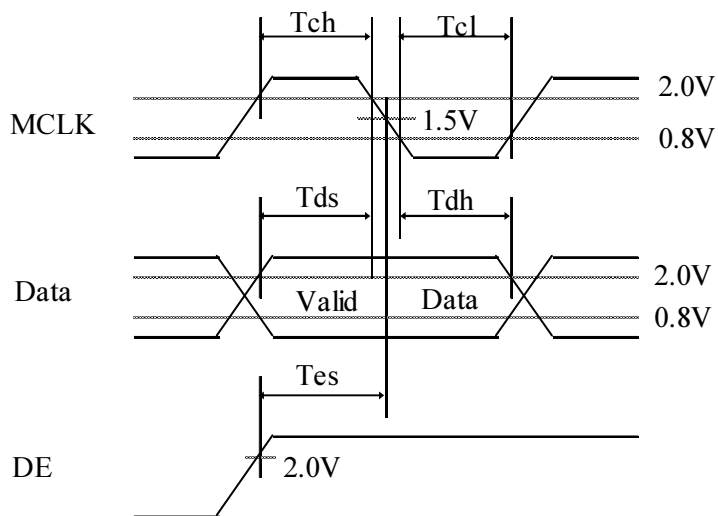 Tch Tcl
MCLK 2.0V
1.5V
0.8V
Tds Tdh
Data 2.0V
Valid Data
0.8V
Tes
DE 2.0V